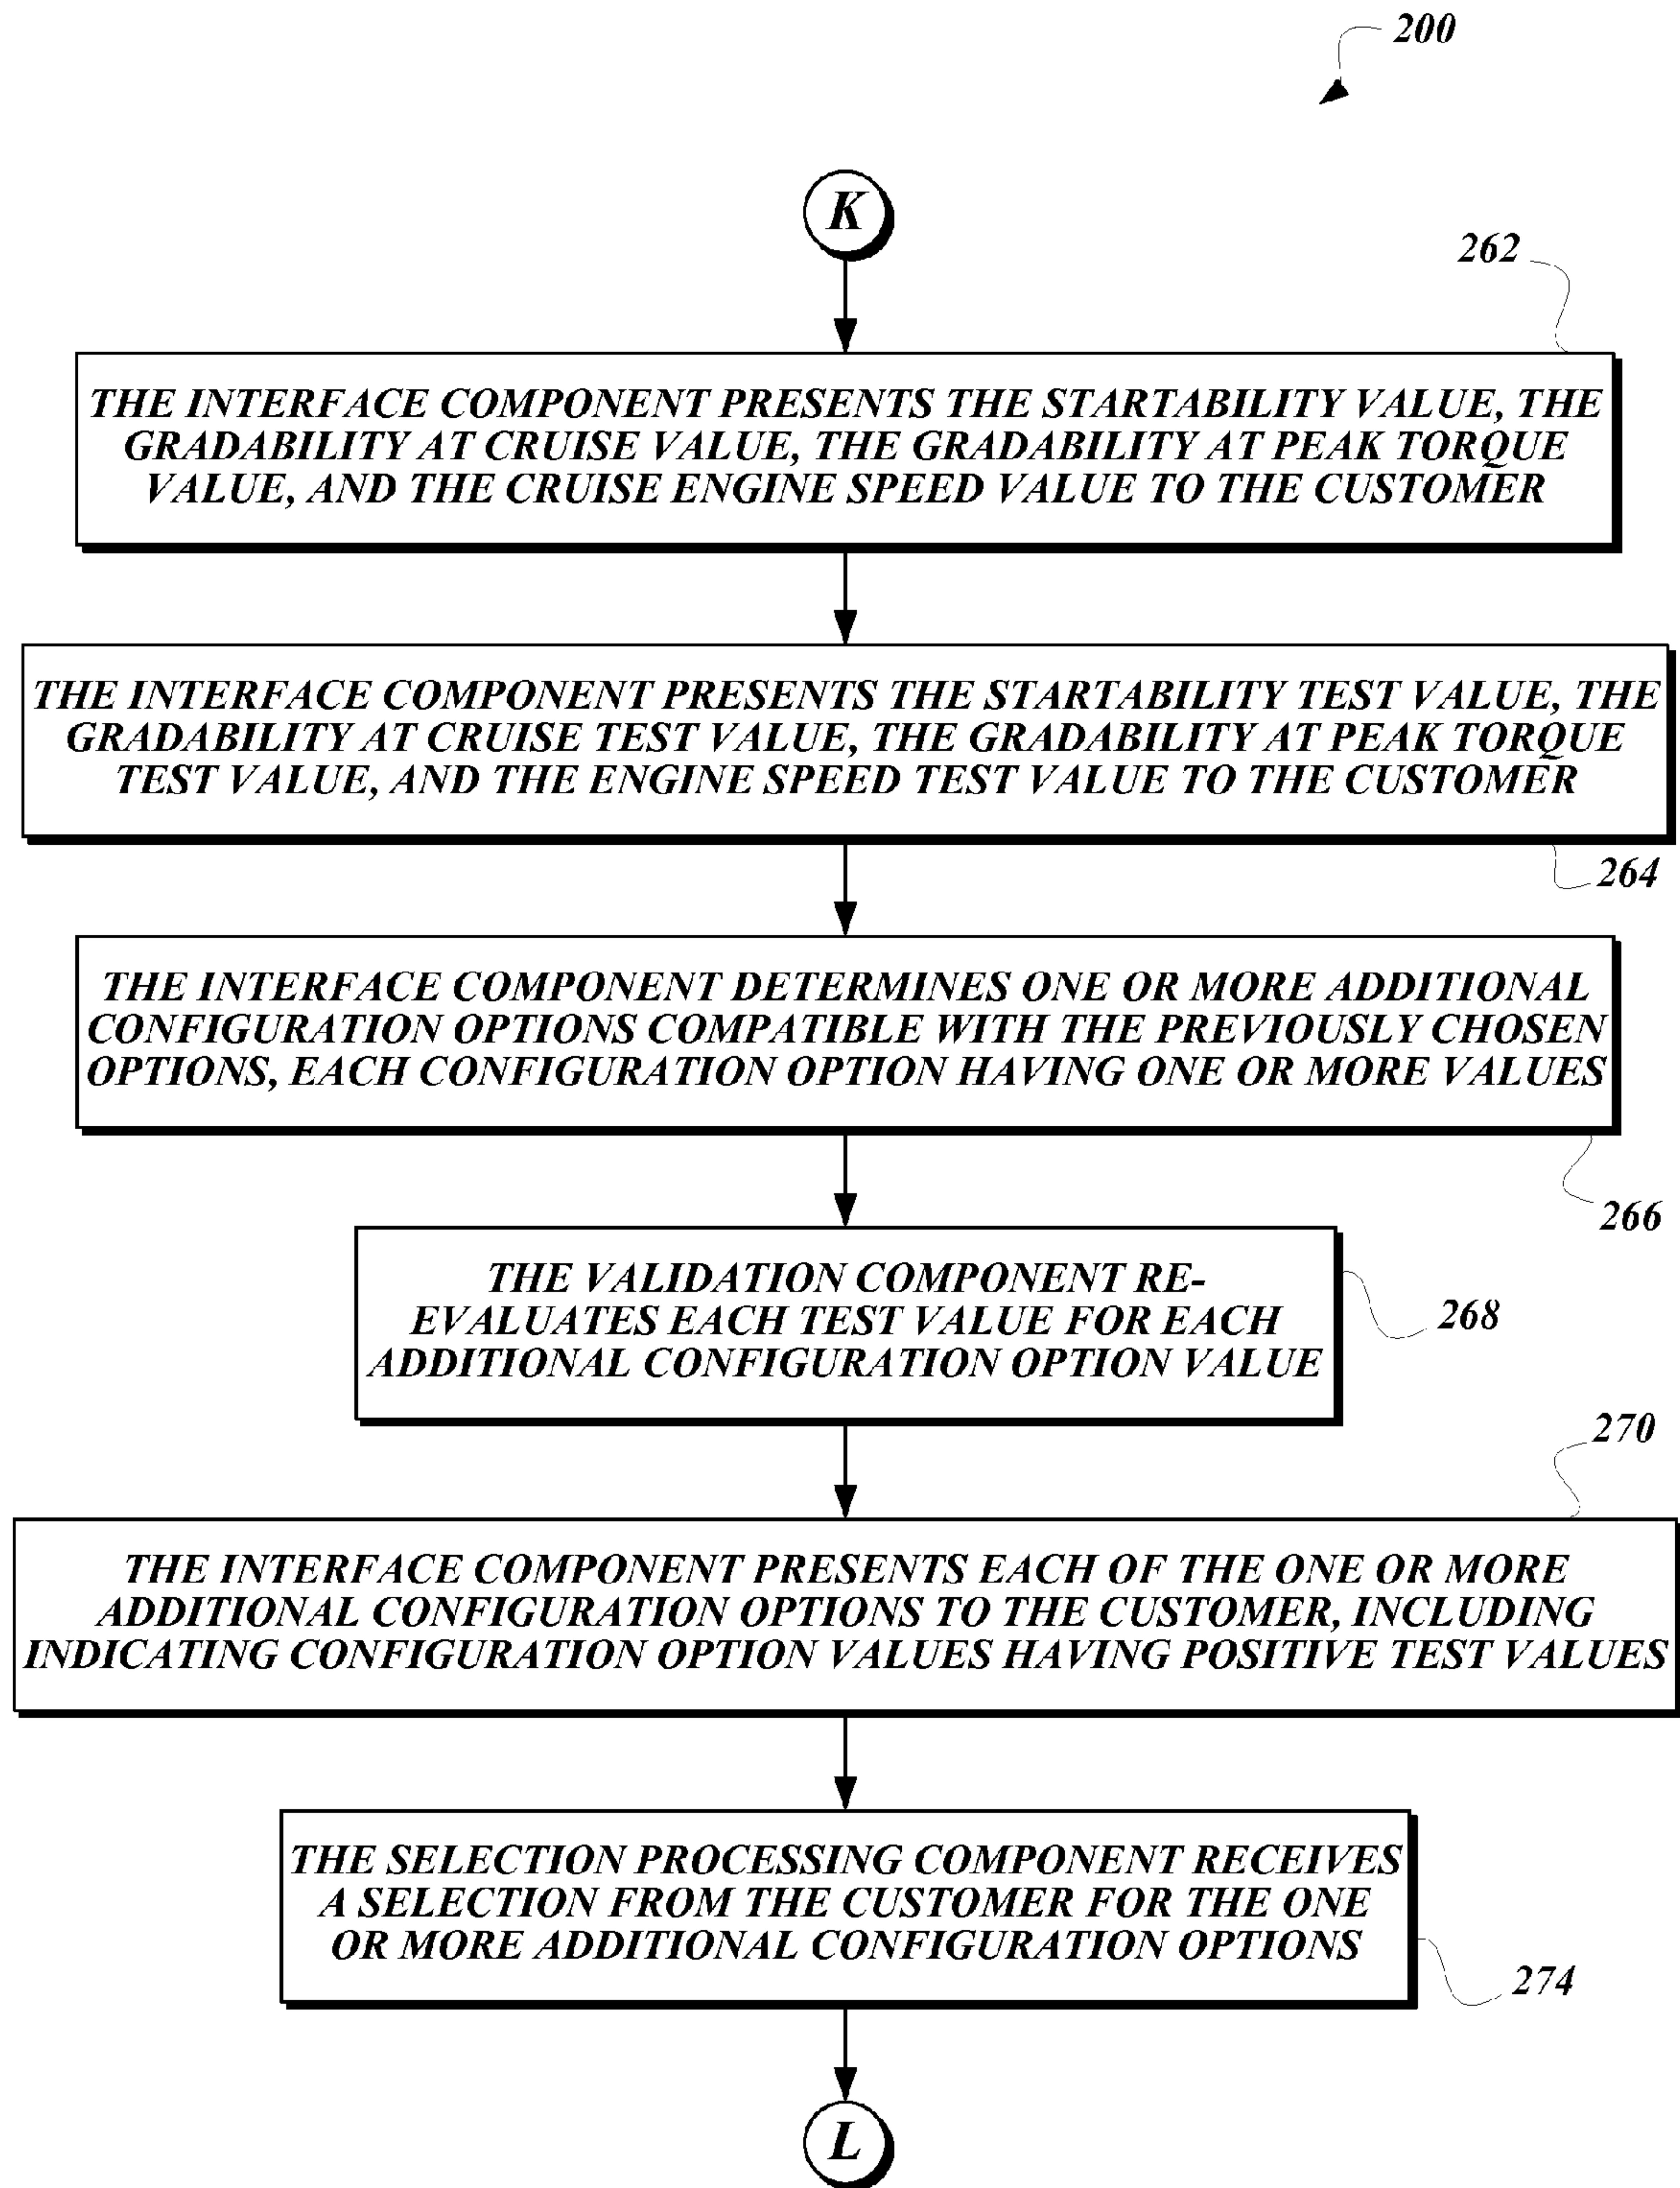 200
K
262
THE INTERFACE COMPONENT PRESENTS THE STARTABILITY VALUE, THE
GRADABILITY AT CRUISE VALUE, THE GRADABILITY AT PEAK TORQUE
VALUE, AND THE CRUISE ENGINE SPEED VALUE TO THE CUSTOMER
THE INTERFACE COMPONENT PRESENTS THE STARTABILITY TEST VALUE, THE
GRADABILITY AT CRUISE TEST VALUE, THE GRADABILITY AT PEAK TORQUE
TEST VALUE, AND THE ENGINE SPEED TEST VALUE TO THE CUSTOMER
264
THE INTERFACE COMPONENT DETERMINES ONE OR MORE ADDITIONAL
CONFIGURATION OPTIONS COMPATIBLE WITH THE PREVIOUSLY CHOSEN
OPTIONS, EACH CONFIGURATION OPTION HAVING ONE OR MORE VALUES
266
THE VALIDATION COMPONENT RE-
EVALUATES EACH TEST VALUE FOR EACH
ADDITIONAL CONFIGURATION OPTION VALUE
268
270
THE INTERFACE COMPONENT PRESENTS EACH OF THE ONE OR MORE
ADDITIONAL CONFIGURATION OPTIONS TO THE CUSTOMER, INCLUDING
INDICATING CONFIGURATION OPTION VALUES HAVING POSITIVE TEST VALUES
THE SELECTION PROCESSING COMPONENT RECEIVES
A SELECTION FROM THE CUSTOMER FOR THE ONE
OR MORE ADDITIONAL CONFIGURATION OPTIONS
274
L